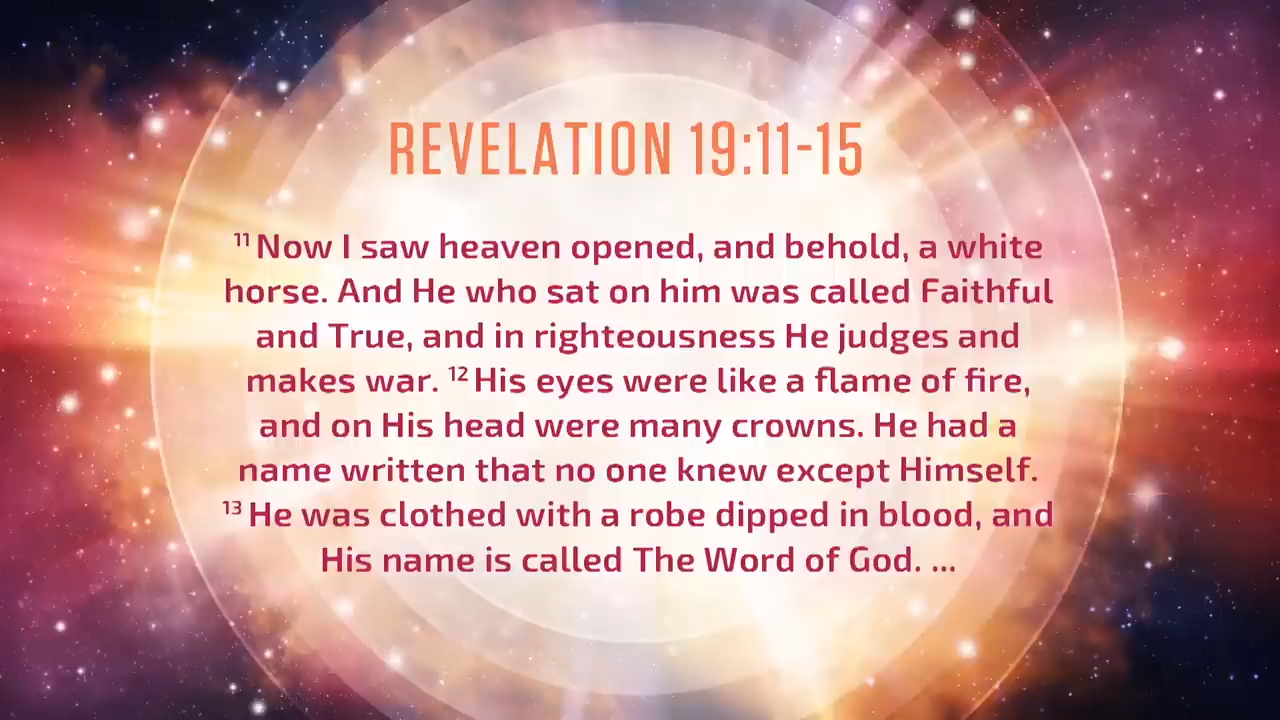 REVELATION 19:11-15
¹¹ Now I saw heaven opened, and behold, a white
horse. And He who sat on him was called Faithful
and True, and in righteousness He judges and
makes war. ¹² His eyes were like a flame of fire,
and on His head were many crowns. He had a
name written that no one knew except Himself.
¹³ He was clothed with a robe dipped in blood, and
His name is called The Word of God. ...